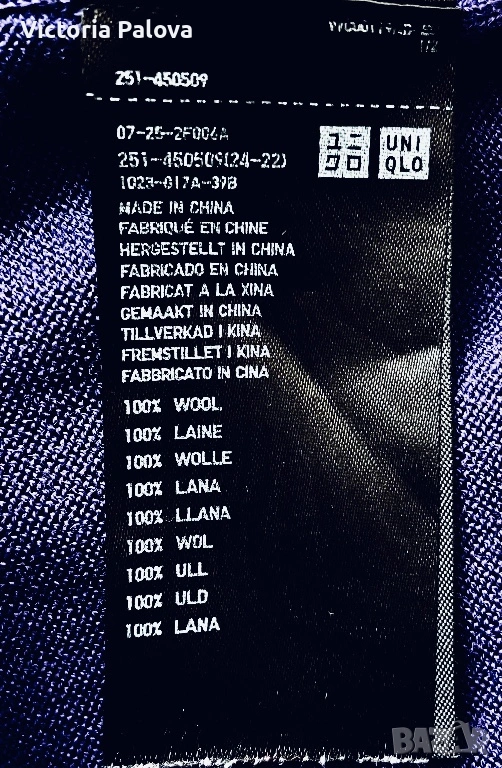 Victoria Palova
251-450509
07-25-2F006A
251-450509(24-22)
1023-017A-39B
UNI
QLO
MADE IN CHINA
FABRIQUÉ EN CHINE
HERGESTELLT IN CHINA
FABRICADO EN CHINA
FABRICAT A LA XINA
GEMAAKT IN CHINA
TILLVERKAD I KINA
FREMSTILLET I KINA
FABBRICATO IN CINA
100% WOOL
100% LAINE
100% WOLLE
100% LANA
100% LLANA
100% WOL
100% ULL
100% ULD
100% LANA